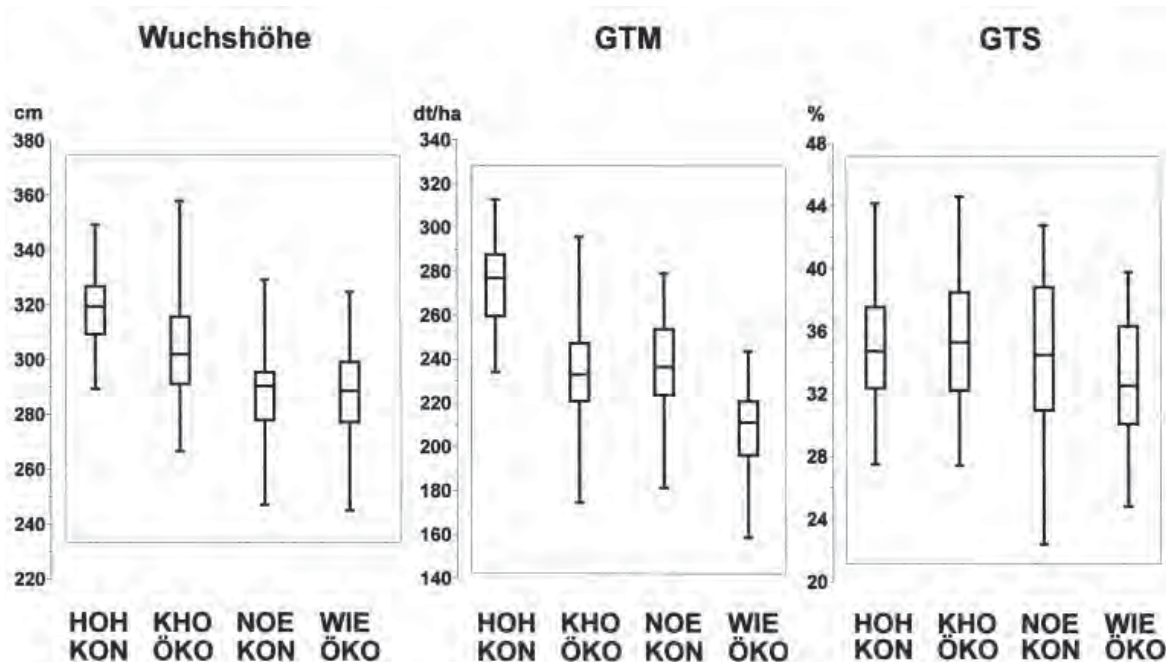 Wuchshöhe
cm
380
360
340
320
300
280
260
240
220
HOH KHO NOE WIE
KON ÖKO KON ÖKO
GTM
dt/ha
340
320
300
280
260
240
220
200
180
160
140
HOH KHO NOE WIE
KON ÖKO KON ÖKO
GTS
%
48
44
40
36
32
28
24
20
HOH KHO NOE WIE
KON ÖKO KON ÖKO